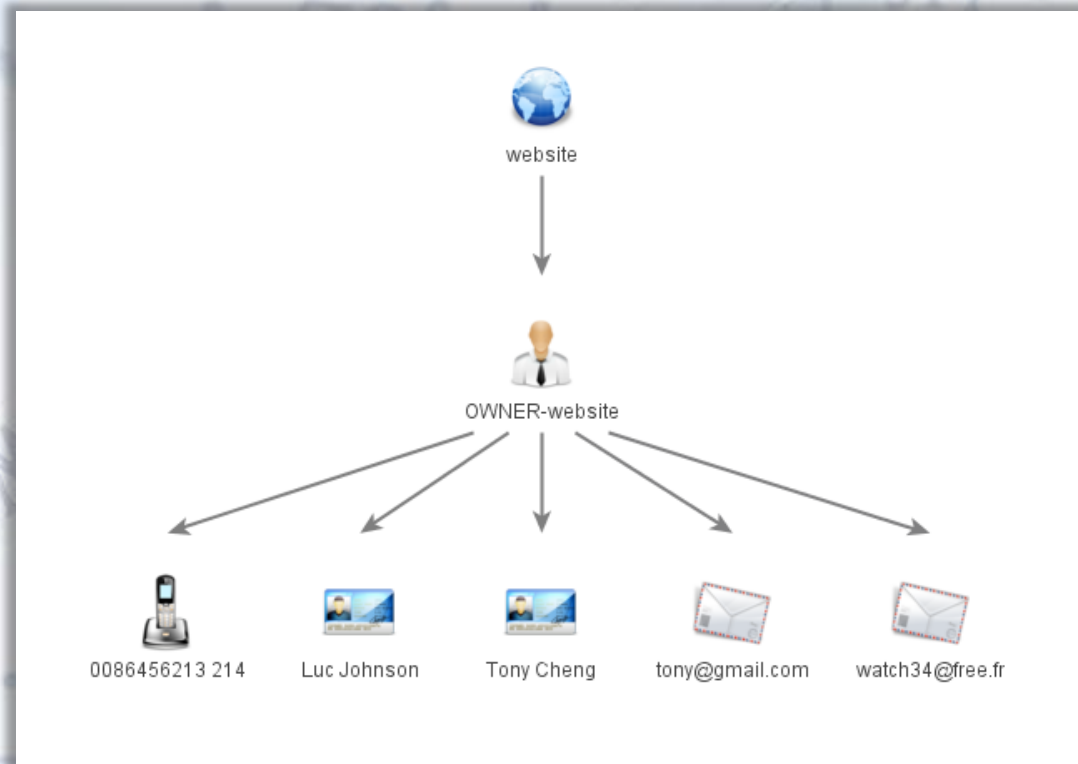 website
OWNER-website
0086456213 214
Luc Johnson
Tony Cheng
tony@gmail.com
watch34@free.fr